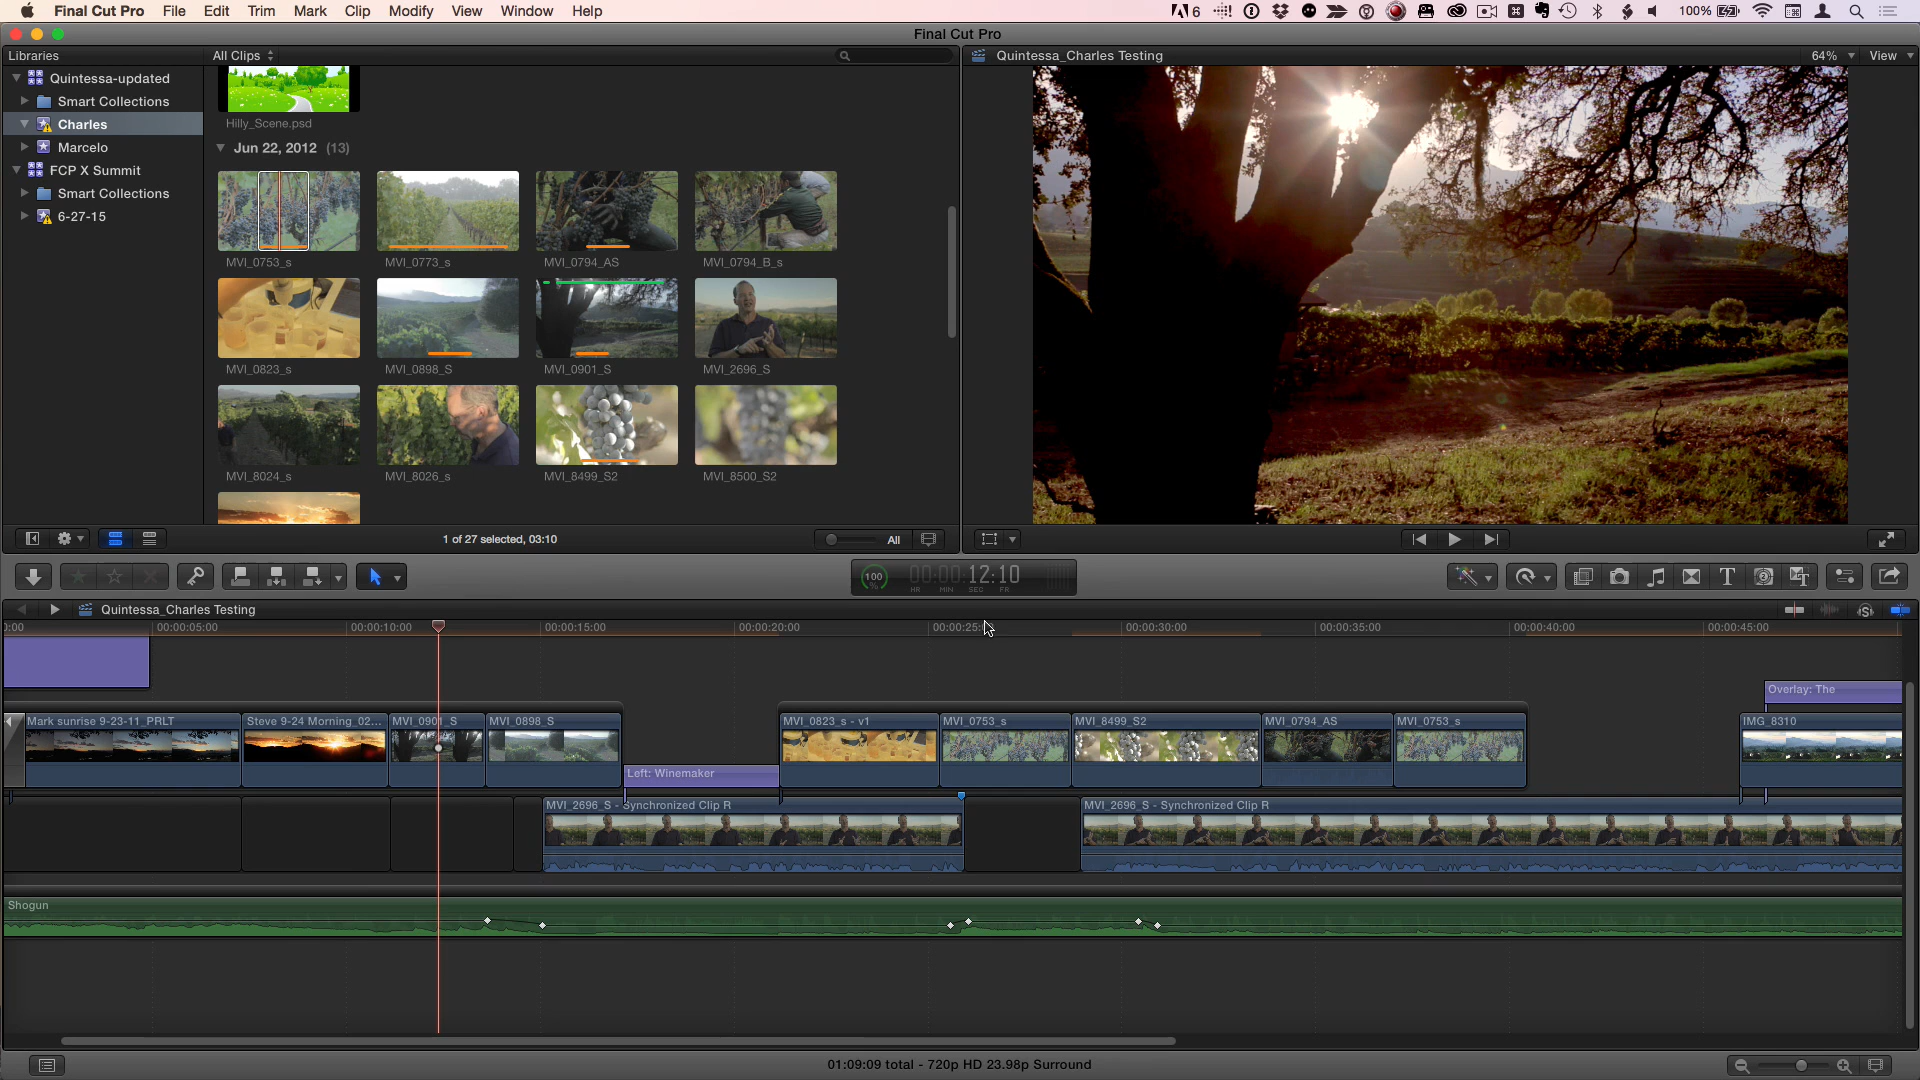 Final Cut Pro File Edit Trim Mark Clip Modify View Window Help
6 100%
Final Cut Pro
Libraries
All Clips
Quintessa_Charles Testing
64% View
Quintessa-updated
Smart Collections
Charles
Marcelo
FCP X Summit
Smart Collections
6-27-15
Hilly_Scene.psd
Jun 22, 2012 (13)
MVI_0753_s MVI_0773_s MVI_0794_AS MVI_0794_B_s
MVI_0823_s MVI_0898_S MVI_0901_S MVI_2696_S
MVI_8024_s MVI_8026_s MVI_8499_S2 MVI_8500_S2
1 of 27 selected, 03:10
All
100 % 00:00:12:10
HR MIN SEC FR
Quintessa_Charles Testing
0:00 00:00:05:00 00:00:10:00 00:00:15:00 00:00:20:00 00:00:25: 00:00:30:00 00:00:35:00 00:00:40:00 00:00:45:00
Overlay: The
Mark sunrise 9-23-11_PRLT Steve 9-24 Morning_02... MVI_0901_S MVI_0898_S MVI_0823_s - v1 MVI_0753_s MVI_8499_S2 MVI_0794_AS MVI_0753_s IMG_8310
Left: Winemaker
MVI_2696_S - Synchronized Clip R MVI_2696_S - Synchronized Clip R
Shogun
01:09:09 total - 720p HD 23.98p Surround